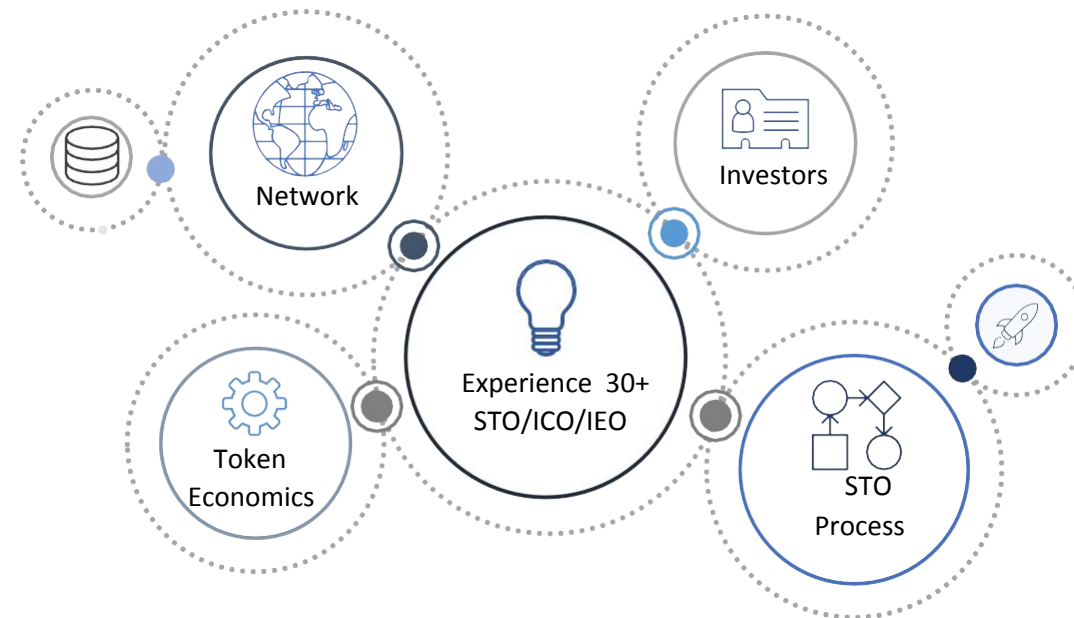 Network
Investors
Experience 30+
STO/ICO/IEO
Token
Economics
STO
Process